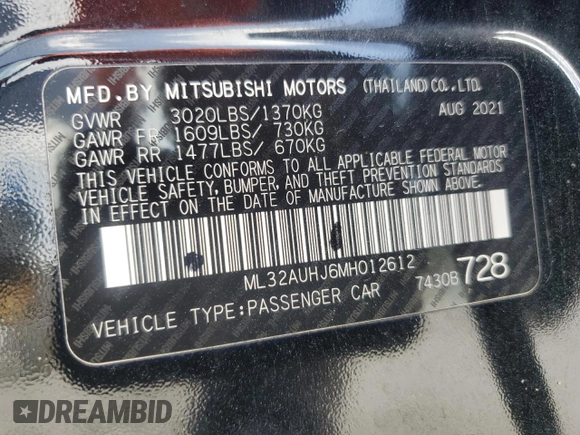 MFD.BY MITSUBISHI MOTORS (THAILAND)CO.,LTD.
GVWR 3020LBS/1370KG AUG 2021
GAWR FR 1609LBS/ 730KG
GAWR RR 1477LBS/ 670KG
THIS VEHICLE CONFORMS TO ALL APPLICABLE FEDERAL MOTOR
VEHICLE SAFETY, BUMPER, AND THEFT PREVENTION STANDARDS
IN EFFECT ON THE DATE OF MANUFACTURE SHOWN ABOVE.
ML32AUHJ6MH012612
VEHICLE TYPE:PASSENGER CAR 7430B 728
DREAMBID